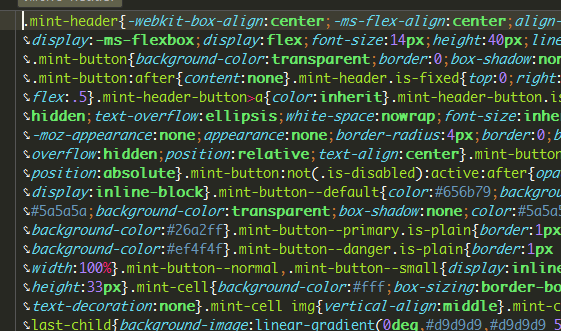 .mint-header{-webkit-box-align:center;-ms-flex-align:center;align-
display:-ms-flexbox;display:flex;font-size:14px;height:40px;line
.mint-button{background-color:transparent;border:0;box-shadow:non
.mint-button:after{content:none}.mint-header.is-fixed{top:0;right:
flex:.5}.mint-header-button>a{color:inherit}.mint-header-button.is
hidden;text-overflow:ellipsis;white-space:nowrap;font-size:inhe
-moz-appearance:none;appearance:none;border-radius:4px;border:0;b
overflow:hidden;position:relative;text-align:center}.mint-button
position:absolute}.mint-button:not(.is-disabled):active:after{opa
display:inline-block}.mint-button--default{color:#656b79;backgrou
#5a5a5a;background-color:transparent;box-shadow:none;color:#5a5a5
background-color:#26a2ff}.mint-button--primary.is-plain{border:1px
background-color:#ef4f4f}.mint-button--danger.is-plain{border:1px
width:100%}.mint-button--normal,.mint-button--small{display:inline
height:33px}.mint-cell{background-color:#fff;box-sizing:border-bo
text-decoration:none}.mint-cell img{vertical-align:middle}.mint-c
last-child{background-image:linear-gradient(0deg,#d9d9d9,#d9d9d9 5